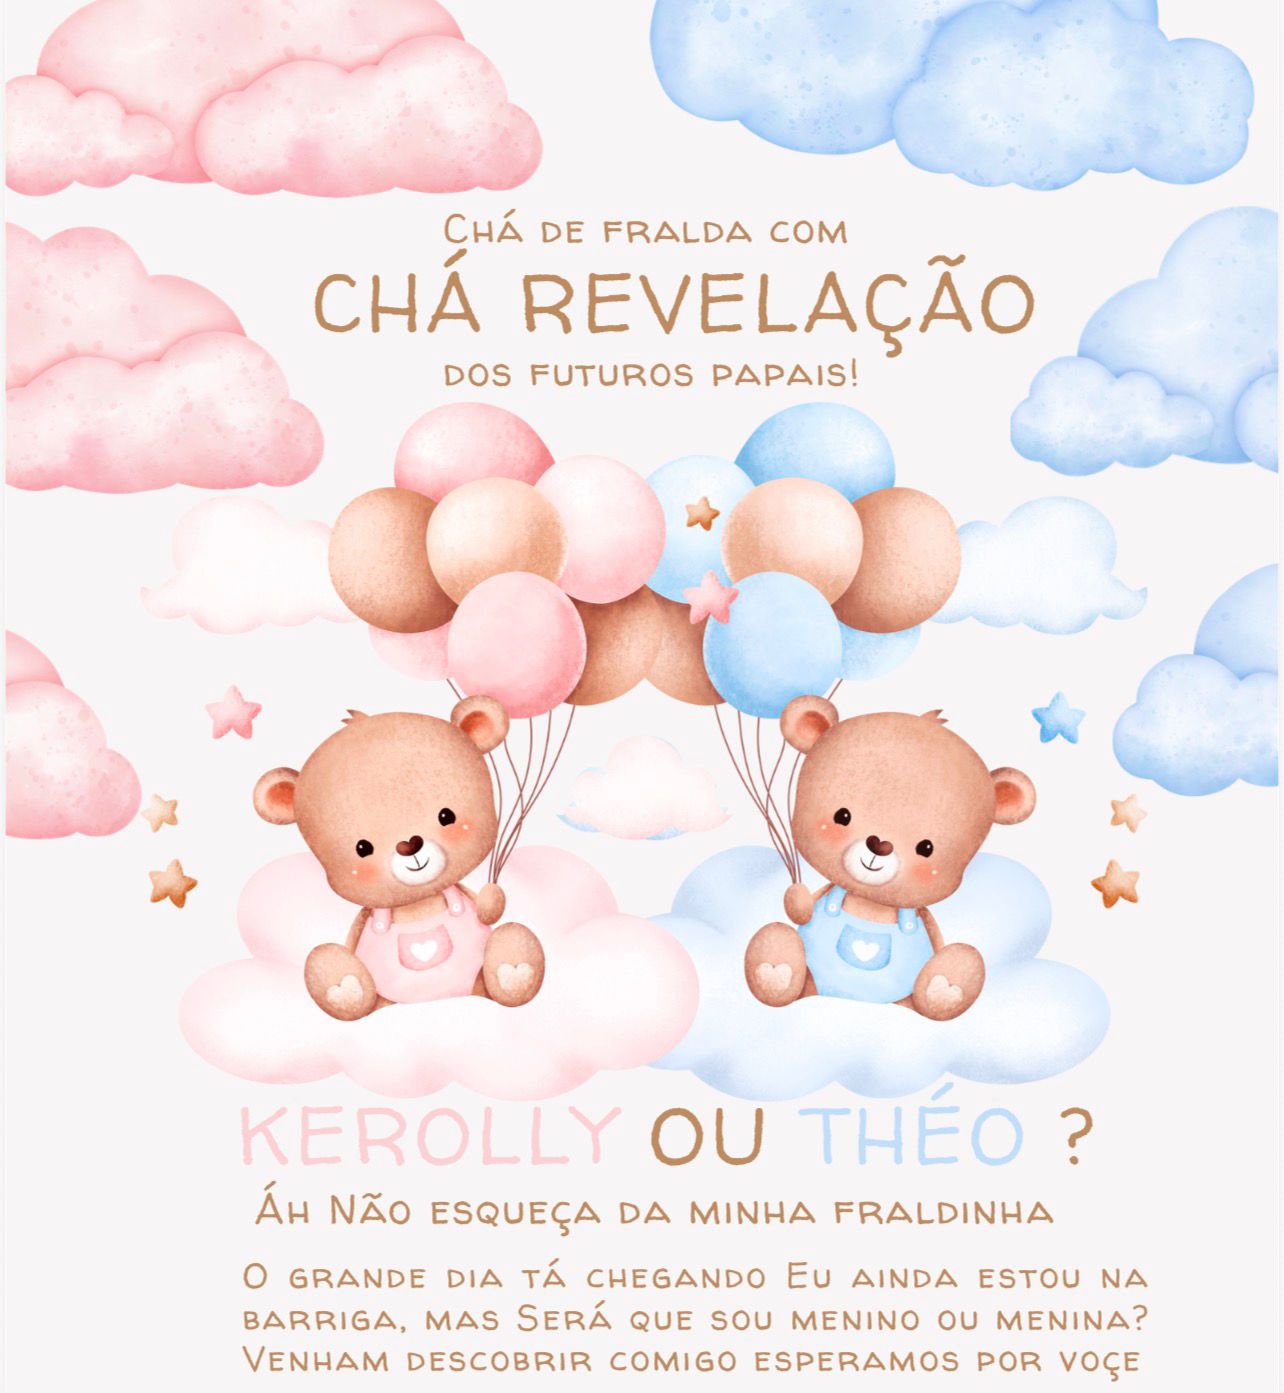 Chá de fralda com
CHÁ REVELAÇÃO
dos futuros papais!
KEROLLY OU THÉO ?
Áh Não esqueça da minha fraldinha
O grande dia tá chegando Eu ainda estou na
barriga, mas Será que sou menino ou menina?
Venham descobrir comigo esperamos por voçe